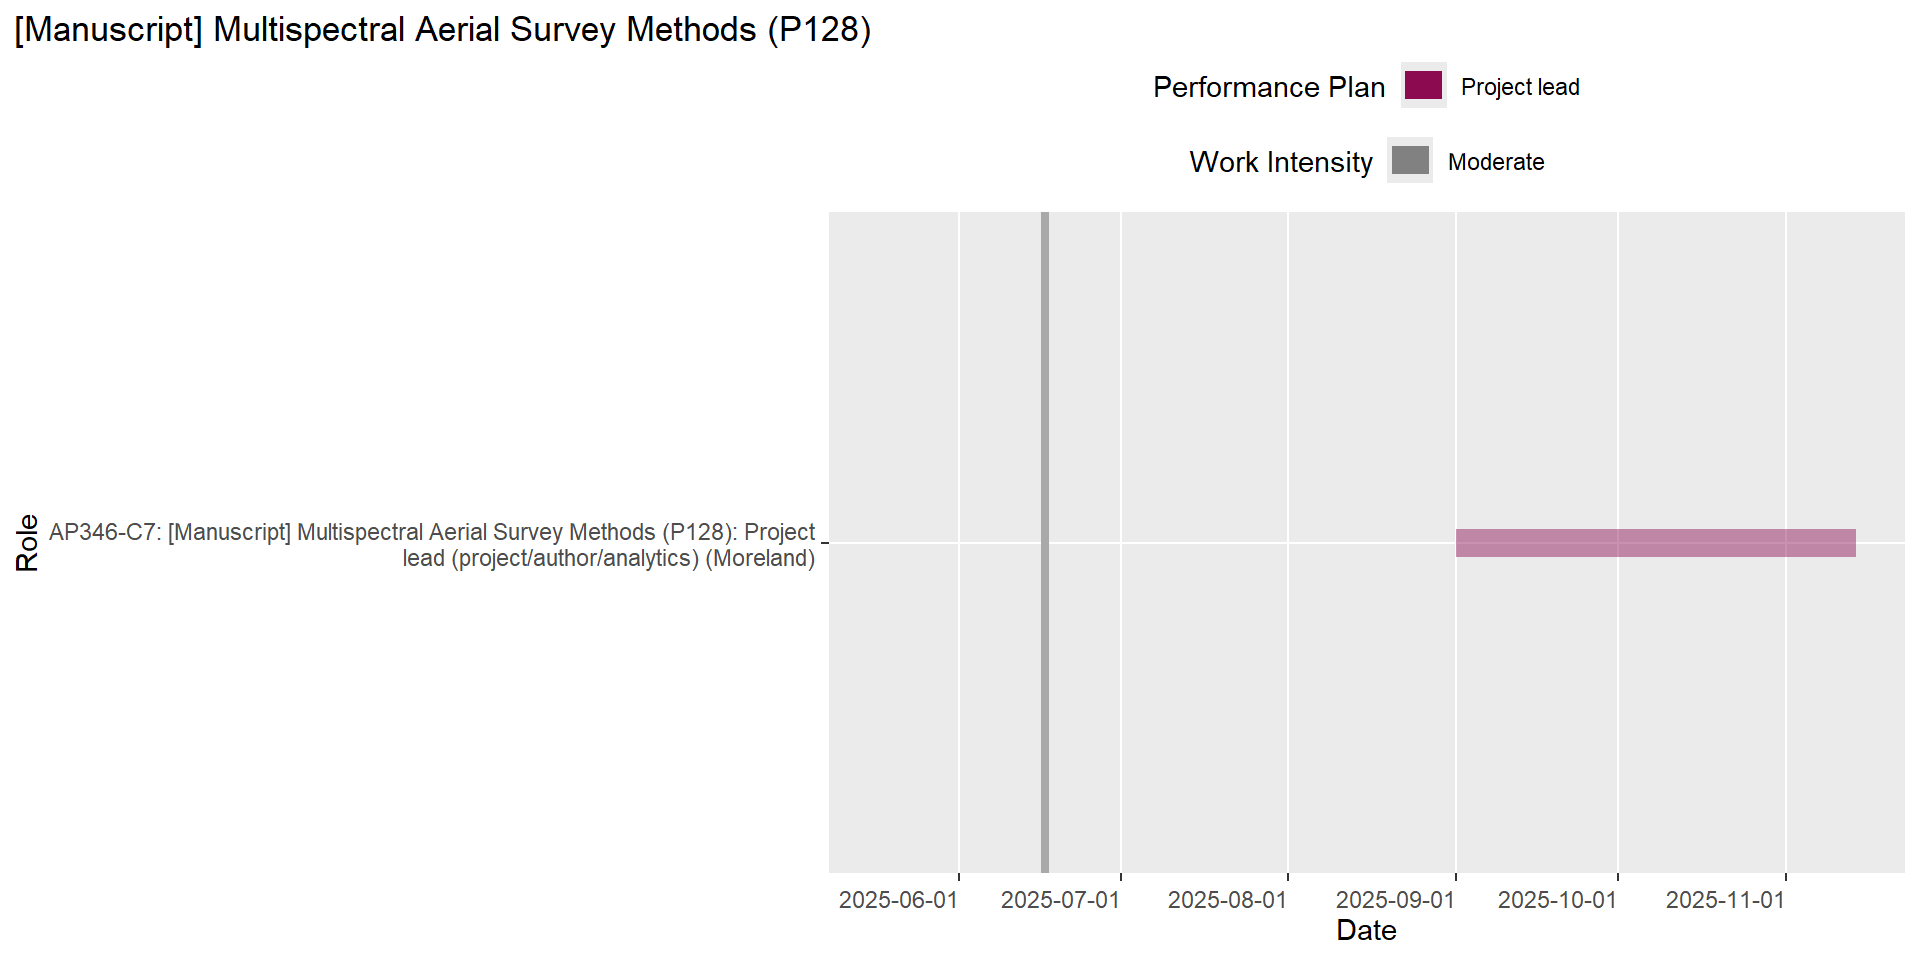 [Manuscript] Multispectral Aerial Survey Methods (P128)
Performance Plan
Project lead
Work Intensity
Moderate
Role
AP346-C7: [Manuscript] Multispectral Aerial Survey Methods (P128): Project
lead (project/author/analytics) (Moreland)
2025-06-01
2025-07-01
2025-08-01
2025-09-01
2025-10-01
2025-11-01
Date